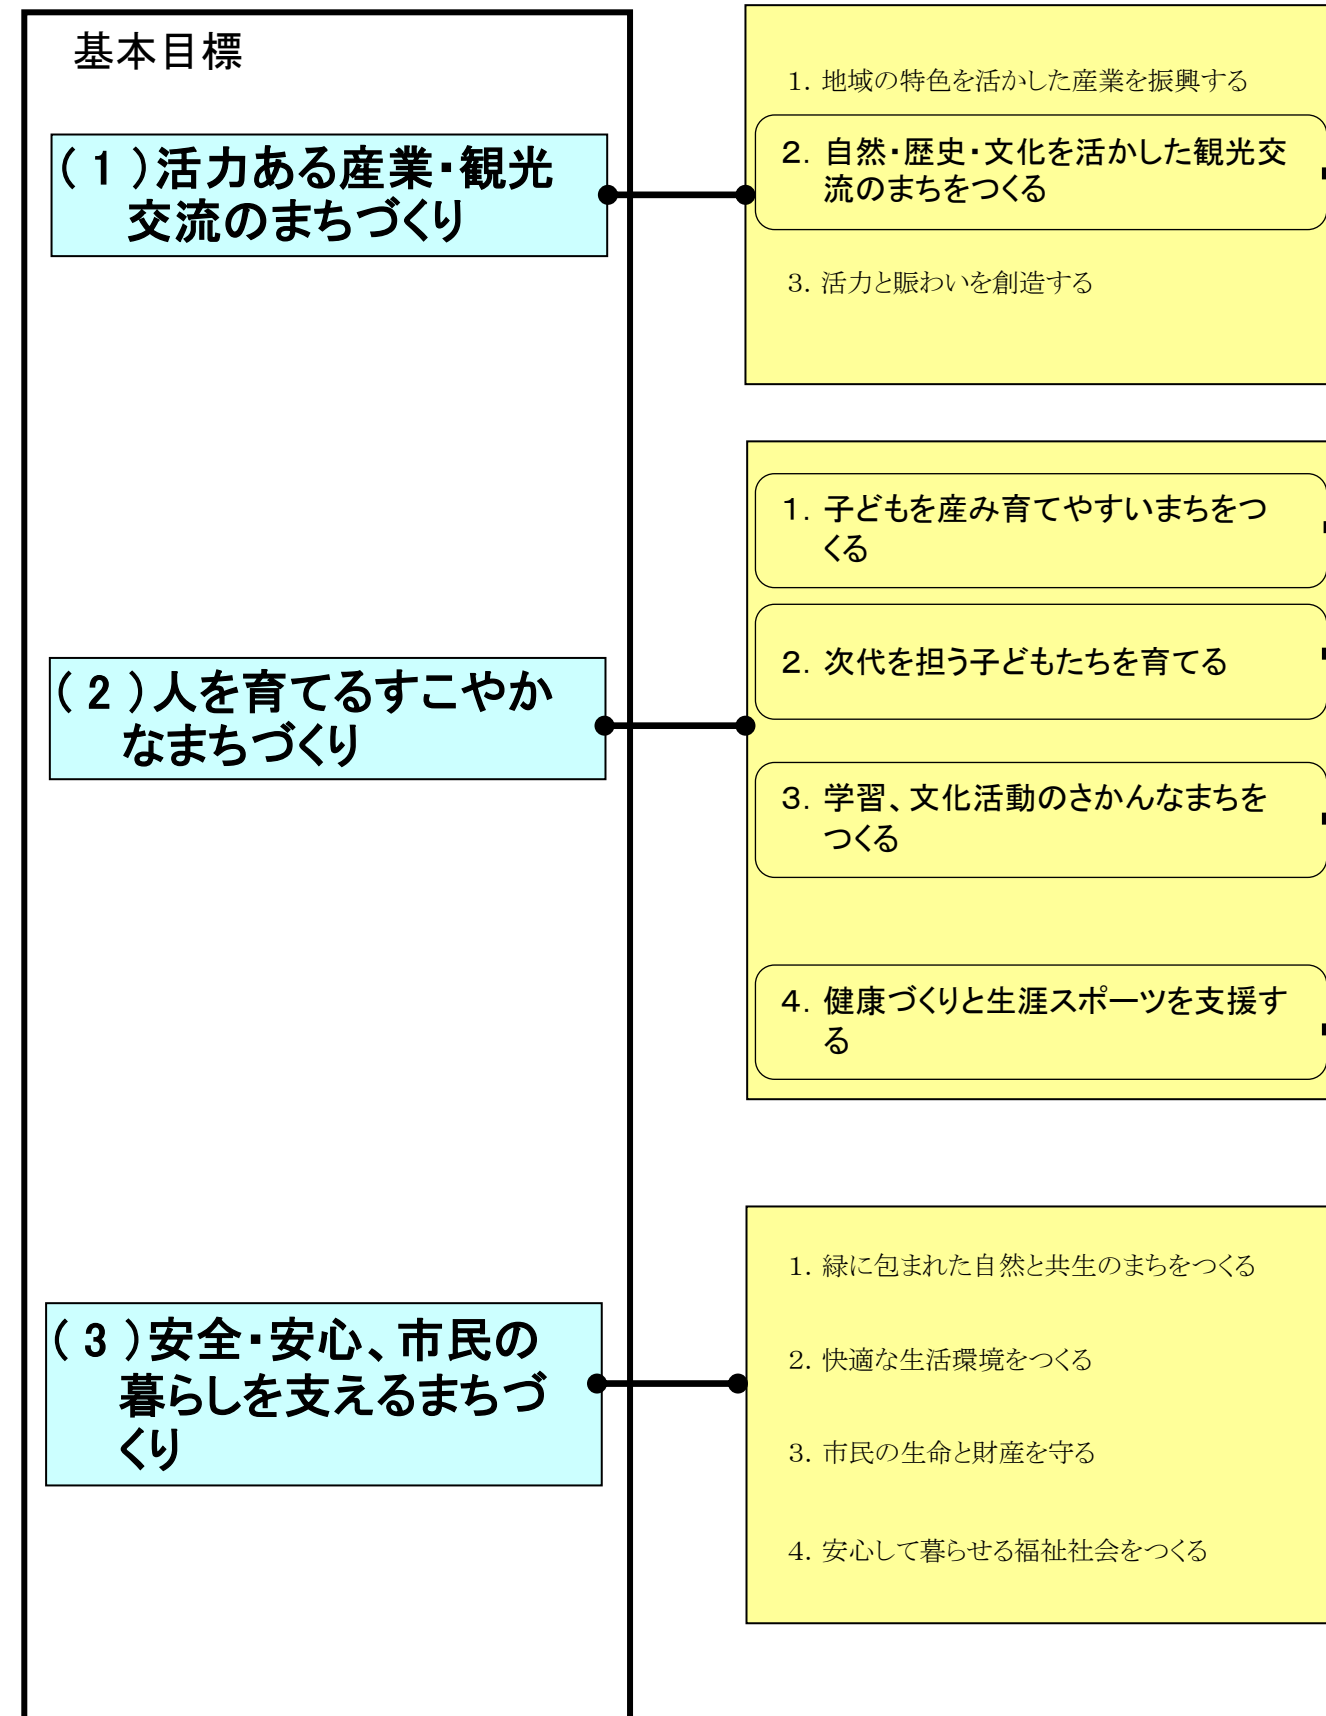 基本目標
(1)活力ある産業・観光
交流のまちづくり
1. 地域の特色を活かした産業を振興する
2. 自然・歴史・文化を活かした観光交
流のまちをつくる
3. 活力と賑わいを創造する
(2)人を育てるすこやか
なまちづくり
1. 子どもを産み育てやすいまちをつ
くる
2. 次代を担う子どもたちを育てる
3. 学習、文化活動のさかんなまちを
つくる
4. 健康づくりと生涯スポーツを支援す
る
(3)安全・安心、市民の
暮らしを支えるまちづ
くり
1. 緑に包まれた自然と共生のまちをつくる
2. 快適な生活環境をつくる
3. 市民の生命と財産を守る
4. 安心して暮らせる福祉社会をつくる